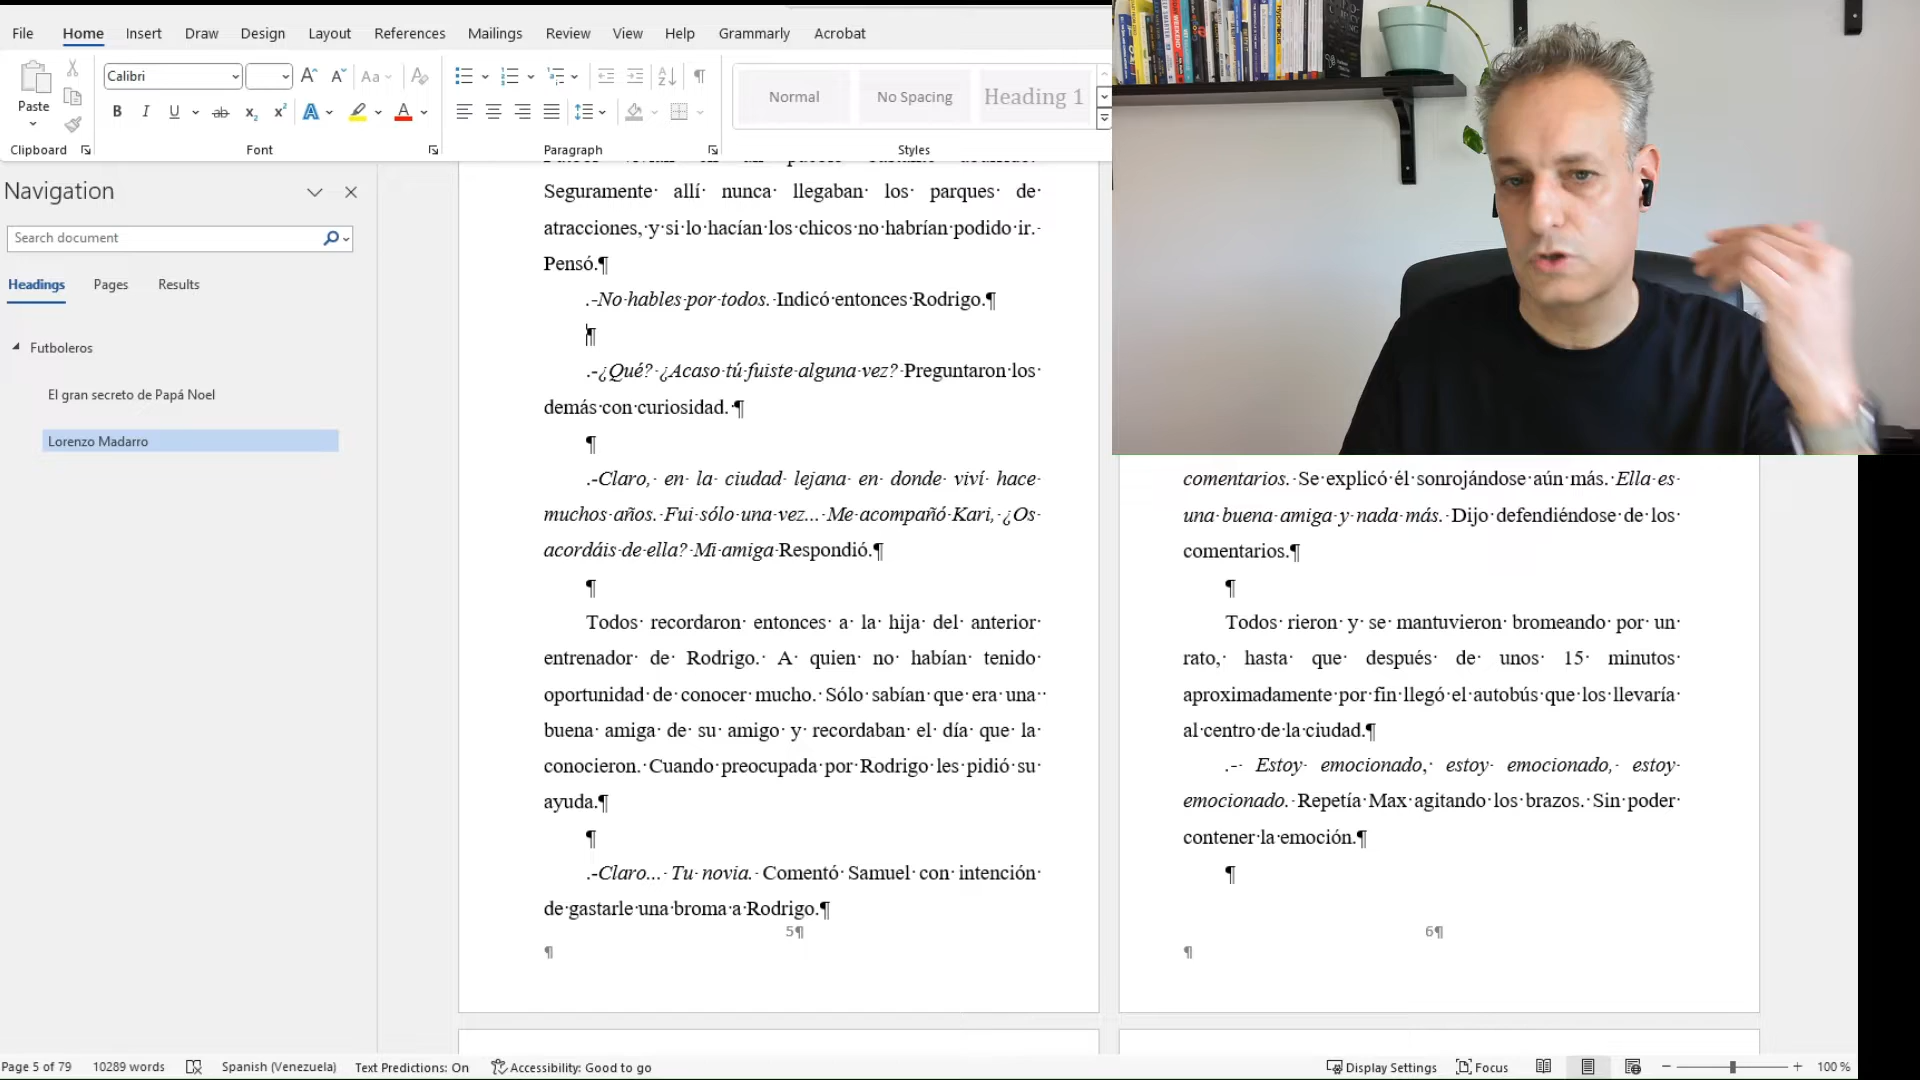 File Home Insert Draw Design Layout References Mailings Review View Help Grammarly Acrobat
Calibri
Paste
Normal No Spacing Heading 1
Clipboard Font Paragraph Styles
Navigation
Search document
Headings Pages Results
Futboleros
El gran secreto de Papá Noel
Lorenzo Madarro
Seguramente allí nunca llegaban los parques de
atracciones, y si lo hacían los chicos no habrían podido ir.
Pensó.¶
.-No hables por todos. Indicó entonces Rodrigo.¶
¶
.-¿Qué? ¿Acaso tú fuiste alguna vez? Preguntaron los
demás con curiosidad. ¶
¶
.-Claro, en la ciudad lejana en donde viví hace
muchos años. Fui sólo una vez... Me acompañó Kari, ¿Os
acordáis de ella? Mi amiga Respondió.¶
¶
Todos recordaron entonces a la hija del anterior
entrenador de Rodrigo. A quien no habían tenido
oportunidad de conocer mucho. Sólo sabían que era una
buena amiga de su amigo y recordaban el día que la
conocieron. Cuando preocupada por Rodrigo les pidió su
ayuda.¶
¶
.-Claro... Tu novia. Comentó Samuel con intención
de gastarle una broma a Rodrigo.¶
5¶
¶
comentarios. Se explicó él sonrojándose aún más. Ella es
una buena amiga y nada más. Dijo defendiéndose de los
comentarios.¶
¶
Todos rieron y se mantuvieron bromeando por un
rato, hasta que después de unos 15 minutos
aproximadamente por fin llegó el autobús que los llevaría
al centro de la ciudad.¶
.- Estoy emocionado, estoy emocionado, estoy
emocionado. Repetía Max agitando los brazos. Sin poder
contener la emoción.¶
¶
6¶
¶
Page 5 of 79 10289 words Spanish (Venezuela) Text Predictions: On Accessibility: Good to go Display Settings Focus 100 %